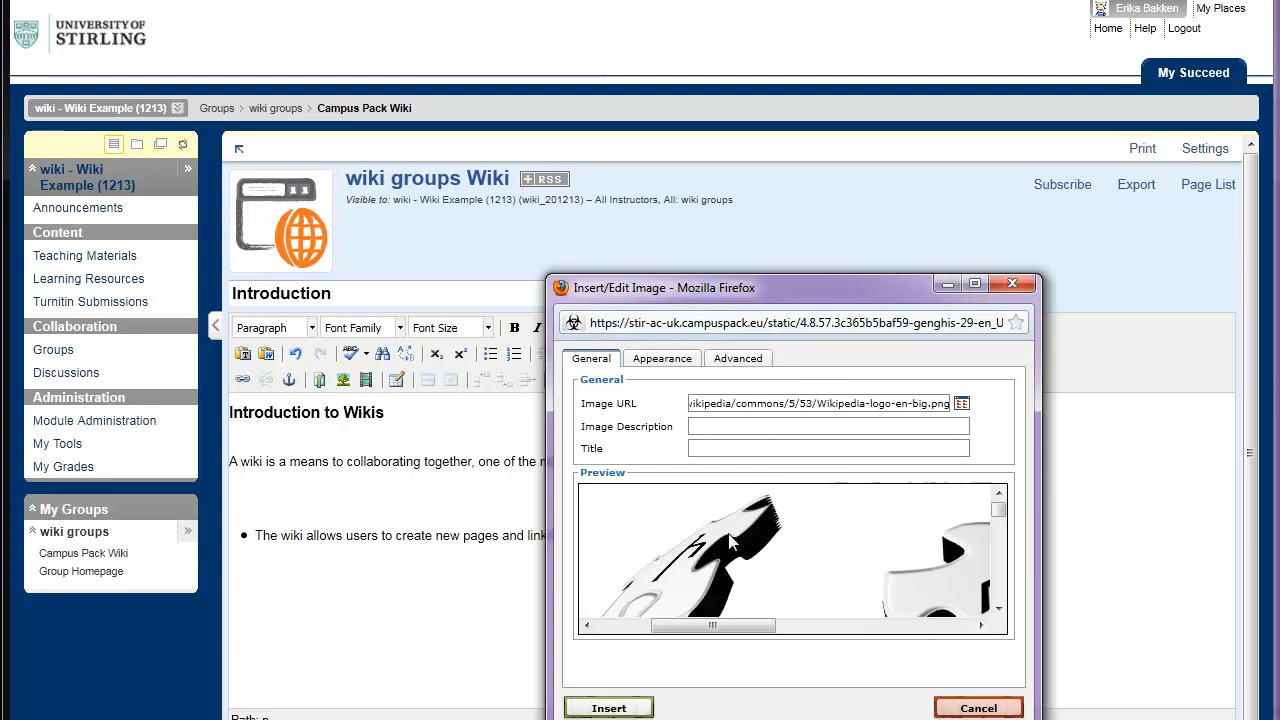 UNIVERSITY OF
STIRLING
Erika Bakken
My Places
Home
Help
Logout
My Succeed
wiki - Wiki Example (1213)
Groups > wiki groups > Campus Pack Wiki
wiki - Wiki
Example (1213)
Announcements
Content
Teaching Materials
Learning Resources
Turnitin Submissions
Collaboration
Groups
Discussions
Administration
Module Administration
My Tools
My Grades
My Groups
wiki groups
Campus Pack Wiki
Group Homepage
Print
Settings
wiki groups Wiki
+ RSS
Subscribe
Export
Page List
Visible to: wiki - Wiki Example (1213) (wiki_201213) – All Instructors, All: wiki groups
Introduction
Paragraph
Font Family
Font Size
B
I
ABC
Introduction to Wikis
A wiki is a means to collaborating together, one of the
The wiki allows users to create new pages and link
Insert/Edit Image - Mozilla Firefox
https://stir-ac-uk.campuspack.eu/static/4.8.57.3c365b5baf59-genghis-29-en_U
General
Appearance
Advanced
General
Image URL
vikipedia/commons/5/53/Wikipedia-logo-en-big.png
Image Description
Title
Preview
Insert
Cancel